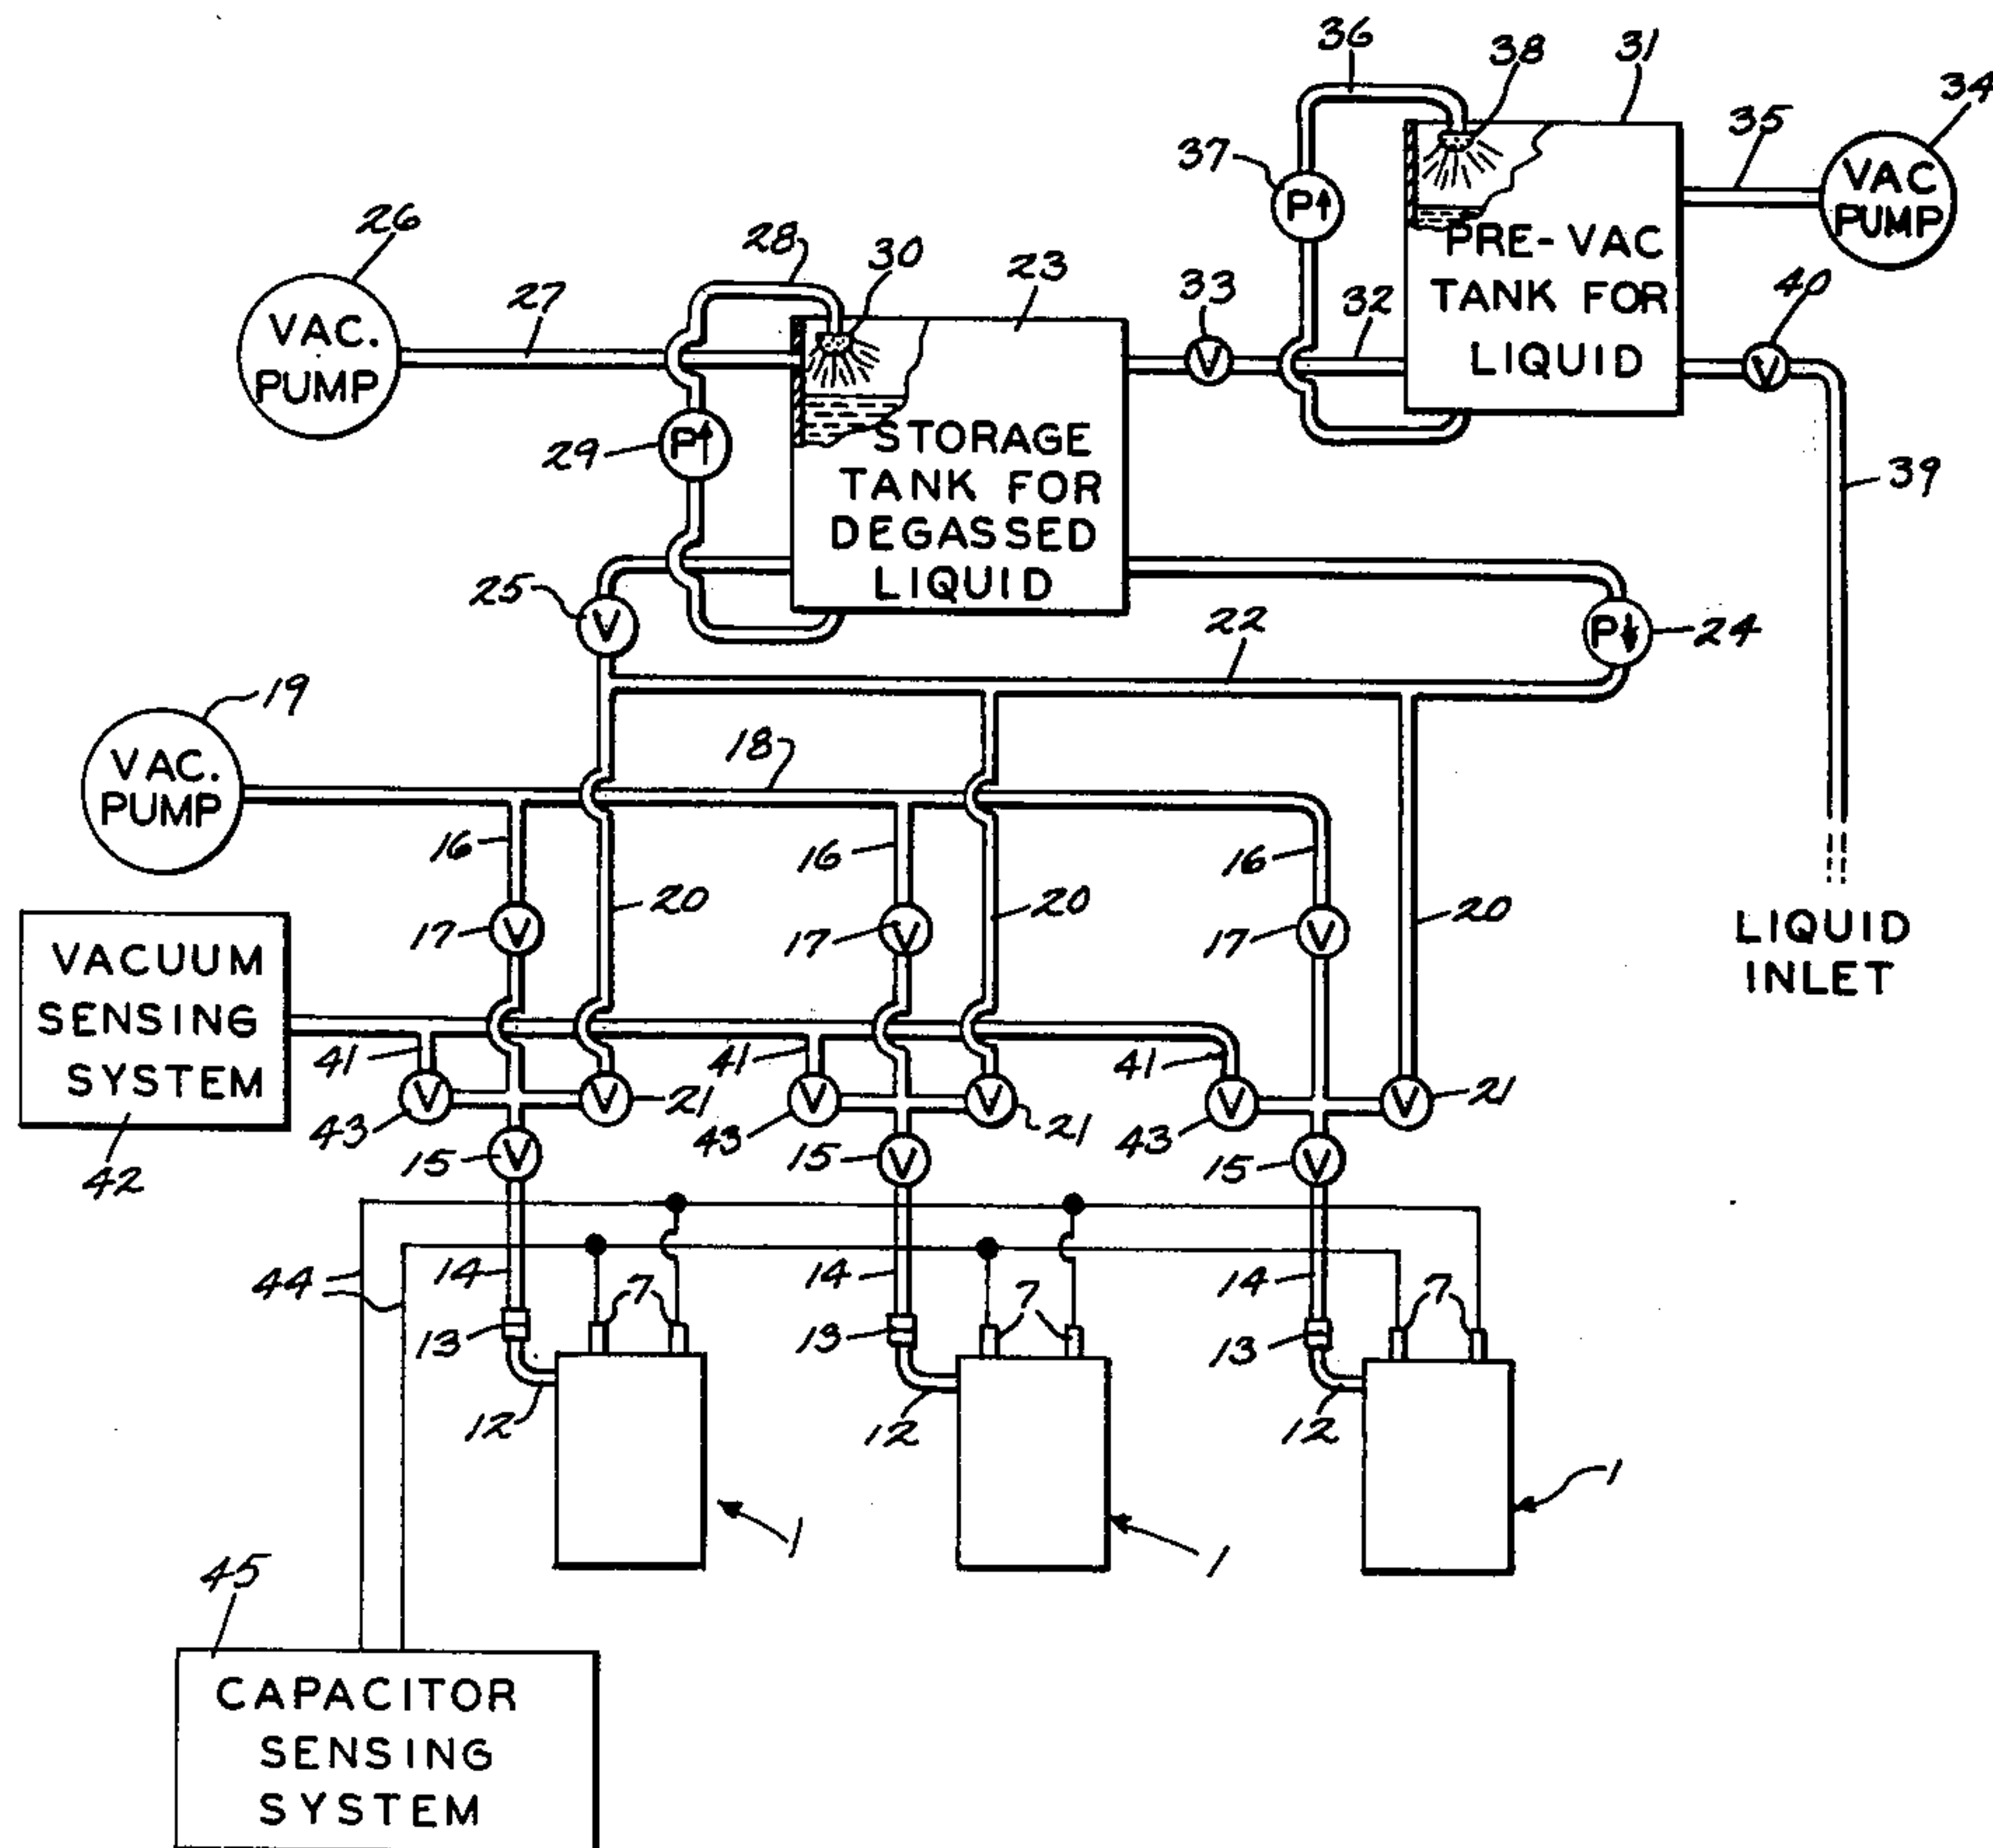 36
38
31
34
37
P
35
VAC
PUMP
PRE-VAC
TANK FOR
LIQUID
26
28
30
23
33
32
40
27
VAC.
PUMP
V
V
29
P
STORAGE
TANK FOR
DEGASSED
LIQUID
39
25
V
22
P
24
19
18
VAC.
PUMP
16
16
16
20
20
20
17
V
17
V
17
V
LIQUID
INLET
VACUUM
SENSING
SYSTEM
41
41
41
V
V
21
V
V
21
V
V
21
43
43
43
42
15
V
15
V
15
V
44
14
7
14
7
14
7
13
13
13
12
12
12
1
1
1
45
CAPACITOR
SENSING
SYSTEM